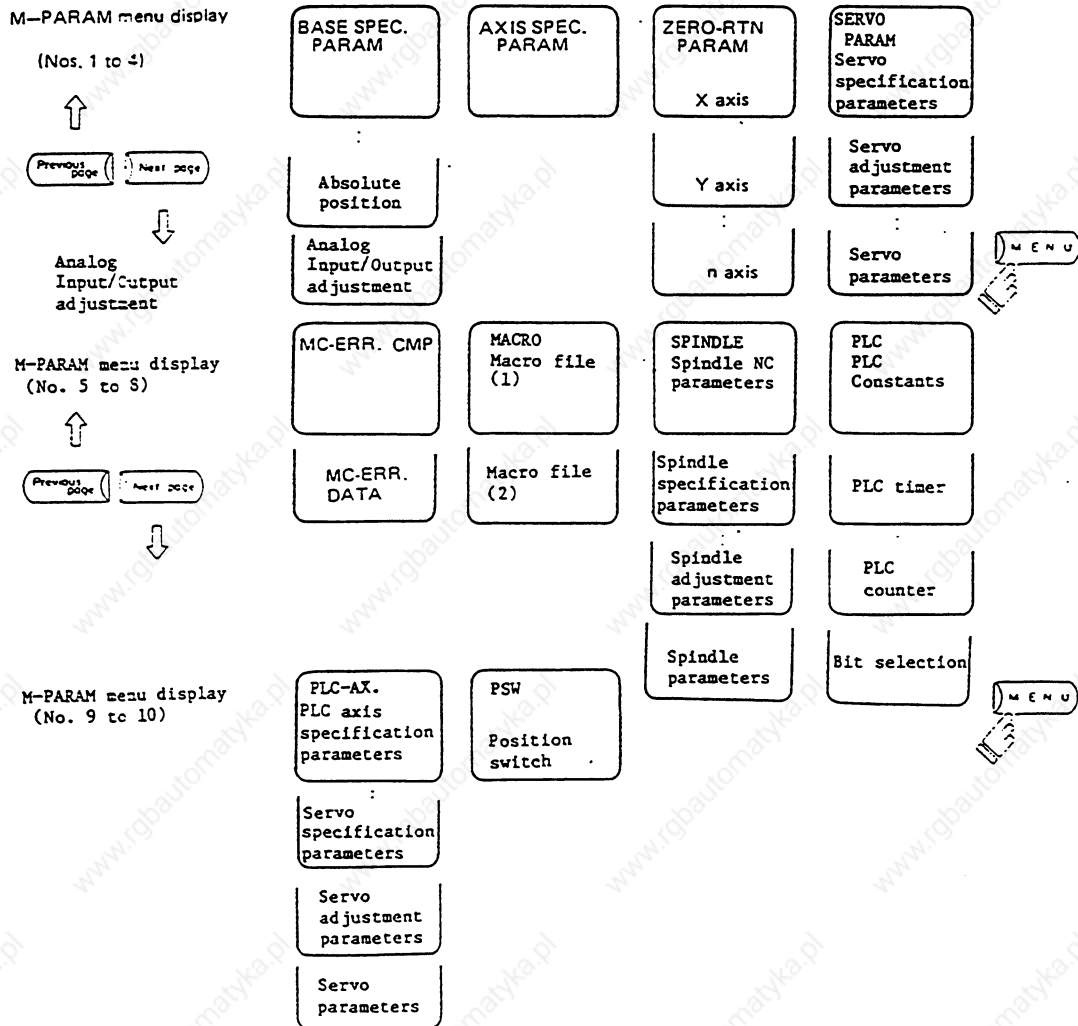 M-PARAM menu display
(Nos. 1 to 4)
Previous page
Next page
Analog
Input/Output
adjustment
BASE SPEC.
PARAM
Absolute
position
Analog
Input/Output
adjustment
AXIS SPEC.
PARAM
ZERO-RTN
PARAM
X axis
Y axis
n axis
SERVO
PARAM
Servo
specification
parameters
Servo
adjustment
parameters
Servo
parameters
MENU
M-PARAM menu display
(No. 5 to 8)
Previous page
Next page
MC-ERR. CMP
MC-ERR.
DATA
MACRO
Macro file
(1)
Macro file
(2)
SPINDLE
Spindle NC
parameters
Spindle
specification
parameters
Spindle
adjustment
parameters
Spindle
parameters
PLC
PLC
Constants
PLC timer
PLC
counter
Bit selection
MENU
M-PARAM menu display
(No. 9 to 10)
PLC-AX.
PLC axis
specification
parameters
Servo
specification
parameters
Servo
adjustment
parameters
Servo
parameters
PSW
Position
switch
www.rgbautomatyka.pl